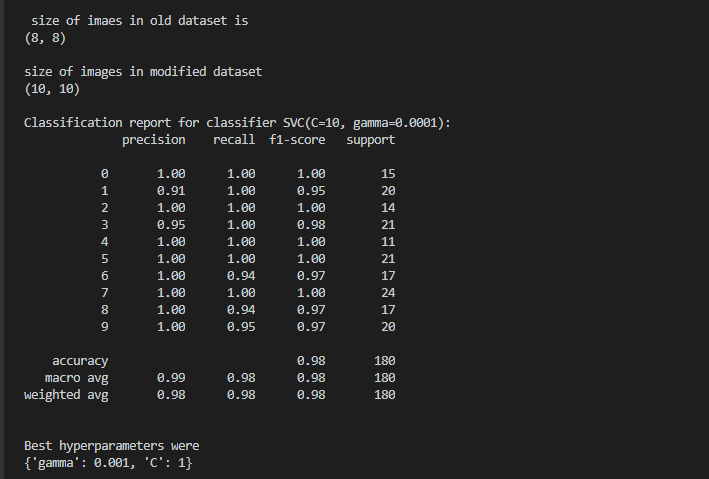 size of imaes in old dataset is
(8, 8)
size of images in modified dataset
(10, 10)
Classification report for classifier SVC(C=10, gamma=0.0001):
precision recall f1-score support
0 1.00 1.00 1.00 15
1 0.91 1.00 0.95 20
2 1.00 1.00 1.00 14
3 0.95 1.00 0.98 21
4 1.00 1.00 1.00 11
5 1.00 1.00 1.00 21
6 1.00 0.94 0.97 17
7 1.00 1.00 1.00 24
8 1.00 0.94 0.97 17
9 1.00 0.95 0.97 20
accuracy 0.98 180
macro avg 0.99 0.98 0.98 180
weighted avg 0.98 0.98 0.98 180
Best hyperparameters were
{'gamma': 0.001, 'C': 1}